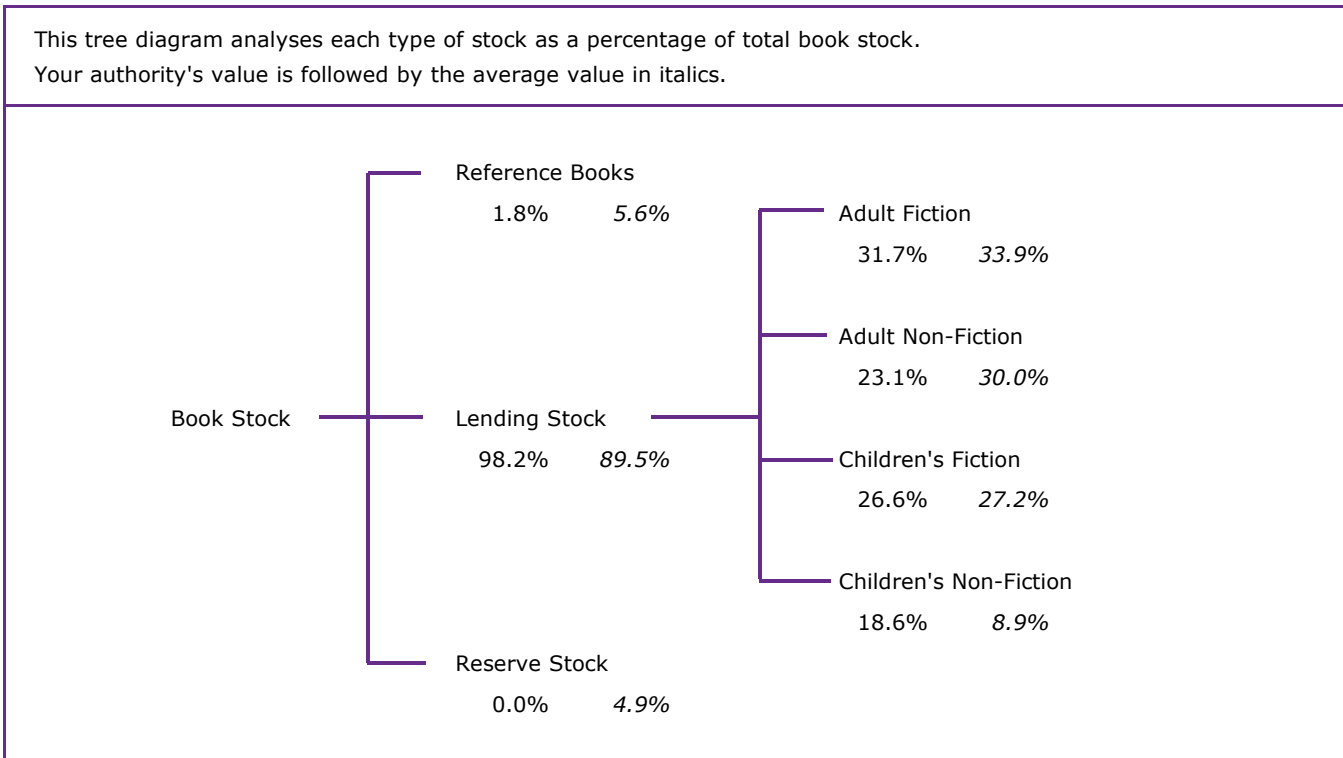 This tree diagram analyses each type of stock as a percentage of total book stock.
Your authority's value is followed by the average value in italics.
Reference Books
1.8% 5.6%
Adult Fiction
31.7% 33.9%
Adult Non-Fiction
23.1% 30.0%
Book Stock
Lending Stock
98.2% 89.5%
Children's Fiction
26.6% 27.2%
Children's Non-Fiction
18.6% 8.9%
Reserve Stock
0.0% 4.9%